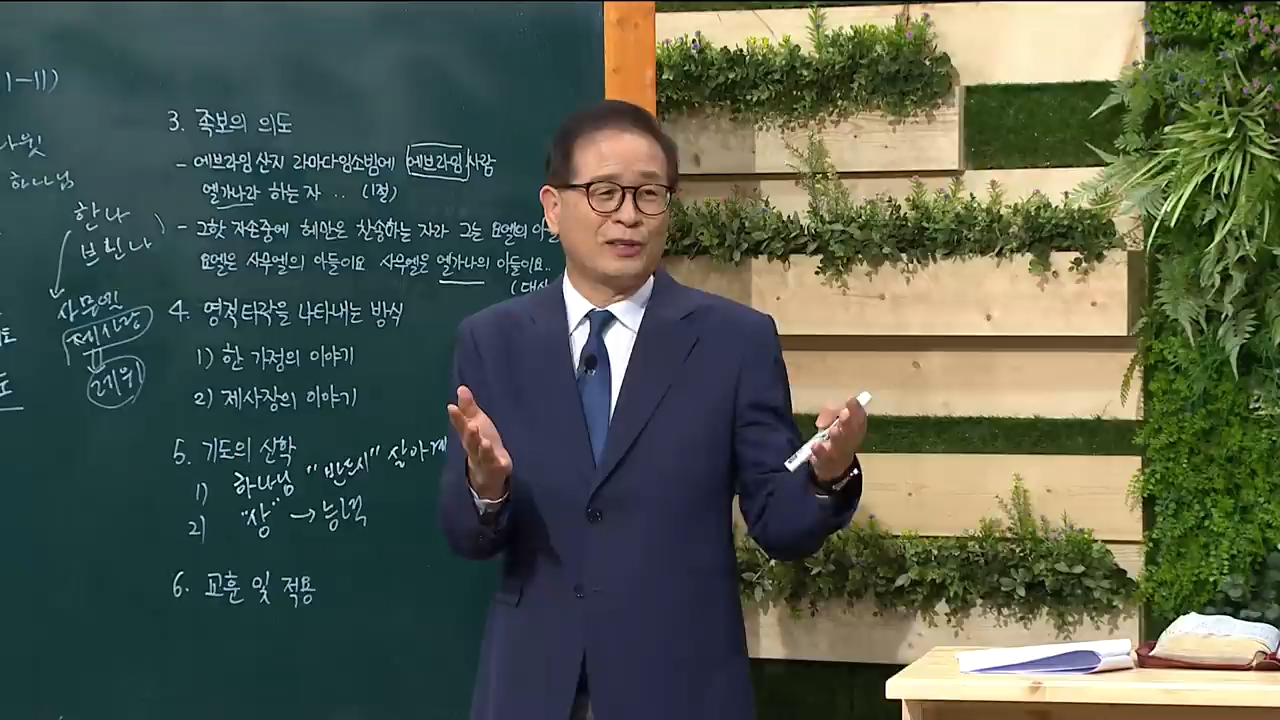 1-11)
하나님
한나
브닌나
사무엘
제사장
레위
3. 족보의 의도
- 에브라임 산지 라마다임소빔에 에브라임 사람
엘가나라 하는 자 .. (1절)
- 그핫 자손중에 헤만은 찬송하는 자라 그는 요엘의 아들
요엘은 사무엘의 아들이요 사무엘은 엘가나의 아들이요..
4. 영적타락을 나타내는 방식
1) 한 가정의 이야기
2) 제사장의 이야기
5. 기도의 신학
1) 하나님 "반드시" 살아계
2) "상" → 능력
6. 교훈 및 적용